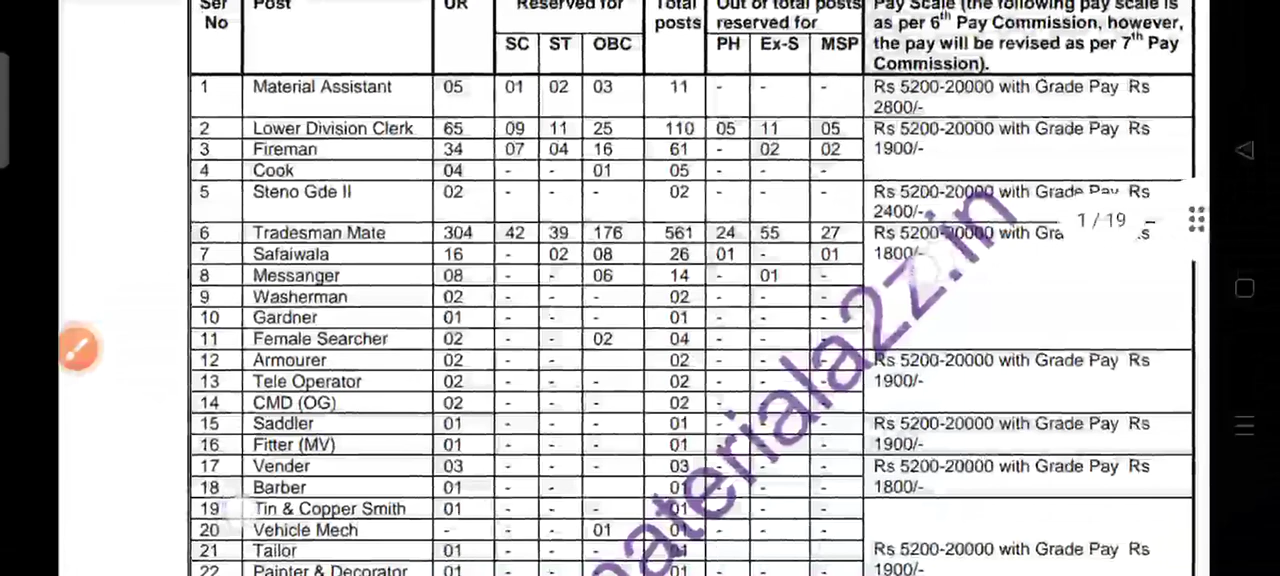 Ser No Post UR Reserved for Total posts Out of total posts reserved for Pay Scale (the following pay scale is as per 6th Pay Commission, however, the pay will be revised as per 7th Pay Commission).
SC ST OBC PH Ex-S MSP
1 Material Assistant 05 01 02 03 11 - - - Rs 5200-20000 with Grade Pay Rs 2800/-
2 Lower Division Clerk 65 09 11 25 110 05 11 05 Rs 5200-20000 with Grade Pay Rs 1900/-
3 Fireman 34 07 04 16 61 - 02 02
4 Cook 04 - - 01 05 - - -
5 Steno Gde II 02 - - - 02 - - - Rs 5200-20000 with Grade Pay Rs 2400/-
6 Tradesman Mate 304 42 39 176 561 24 55 27 Rs 5200-20000 with 1800/-
7 Safaiwala 16 - 02 08 26 01 - 01
8 Messanger 08 - - 06 14 - 01 -
9 Washerman 02 - - - 02 - - -
10 Gardner 01 - - - 01 - - -
11 Female Searcher 02 - - 02 04 - - -
12 Armourer 02 - - - 02 - - - Rs 5200-20000 with Grade Pay Rs 1900/-
13 Tele Operator 02 - - - 02 - - -
14 CMD (OG) 02 - - - 02 - - -
15 Saddler 01 - - - 01 - - - Rs 5200-20000 with Grade Pay Rs 1900/-
16 Fitter (MV) 01 - - - 01 - - -
17 Vender 03 - - - 03 - - - Rs 5200-20000 with Grade Pay Rs 1800/-
18 Barber 01 - - - 01 - - -
19 Tin & Copper Smith 01 - - - 01 - - -
20 Vehicle Mech - - - 01 01 - - -
21 Tailor 01 - - - 01 - - - Rs 5200-20000 with Grade Pay Rs 1900/-
22 Painter & Decorator 01 - - - 01 - - -
1 / 19
materiala2z.in